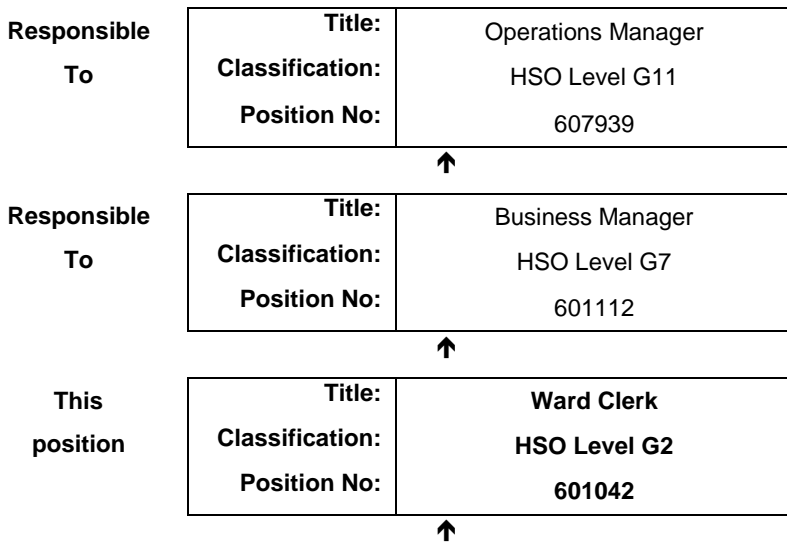 Responsible To
Title: Operations Manager
Classification: HSO Level G11
Position No: 607939
↑
Responsible To
Title: Business Manager
Classification: HSO Level G7
Position No: 601112
↑
This position
Title: Ward Clerk
Classification: HSO Level G2
Position No: 601042
↑